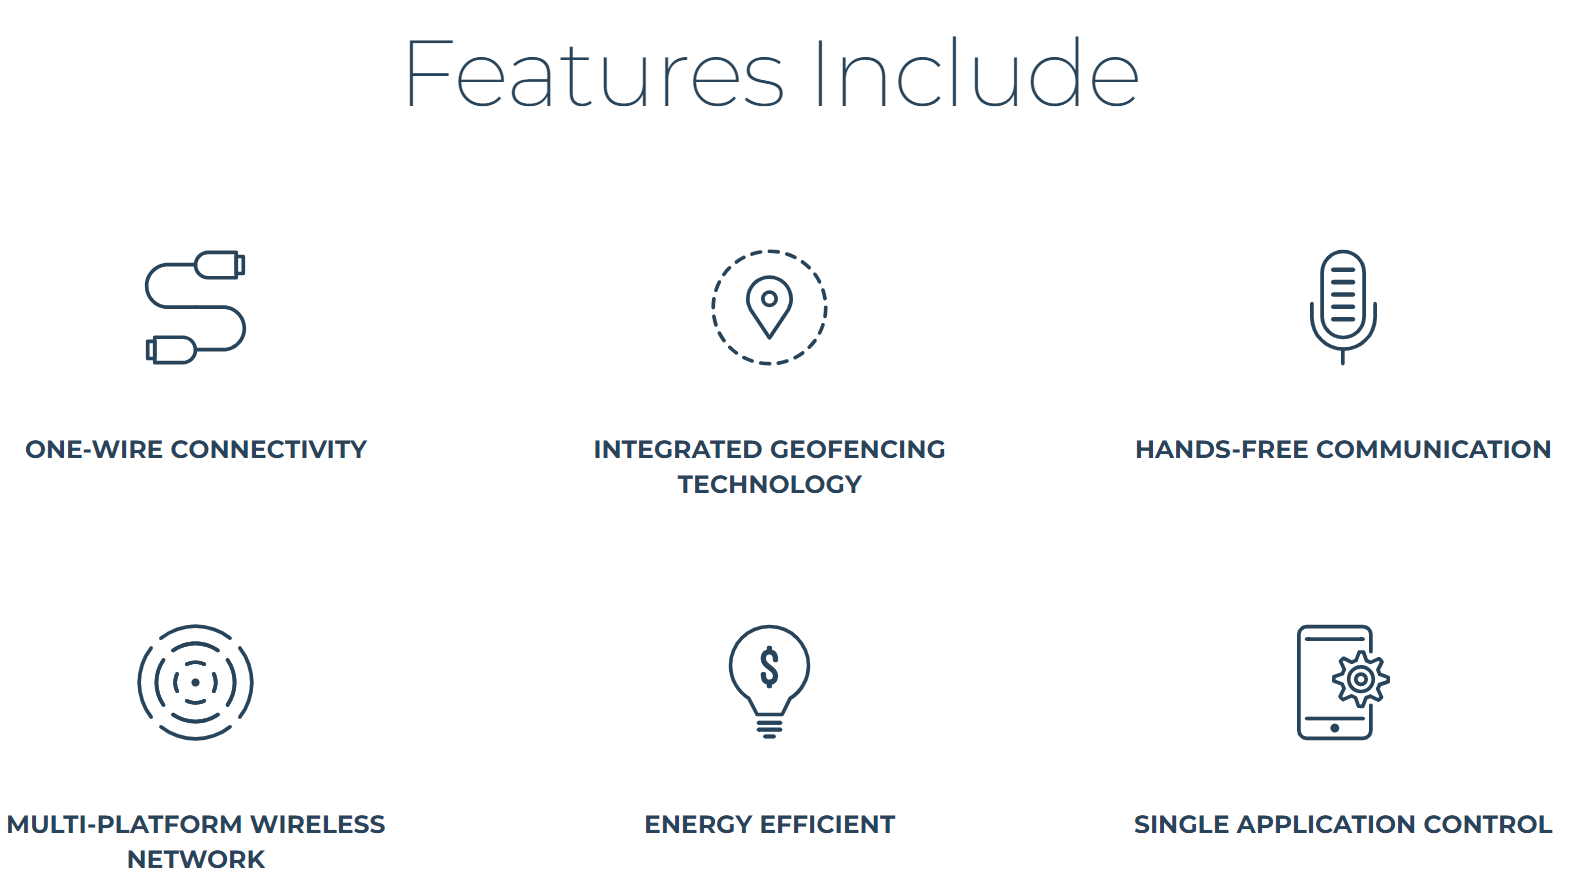 Features Include
ONE-WIRE CONNECTIVITY
INTEGRATED GEOFENCING
TECHNOLOGY
HANDS-FREE COMMUNICATION
MULTI-PLATFORM WIRELESS
NETWORK
$
ENERGY EFFICIENT
SINGLE APPLICATION CONTROL